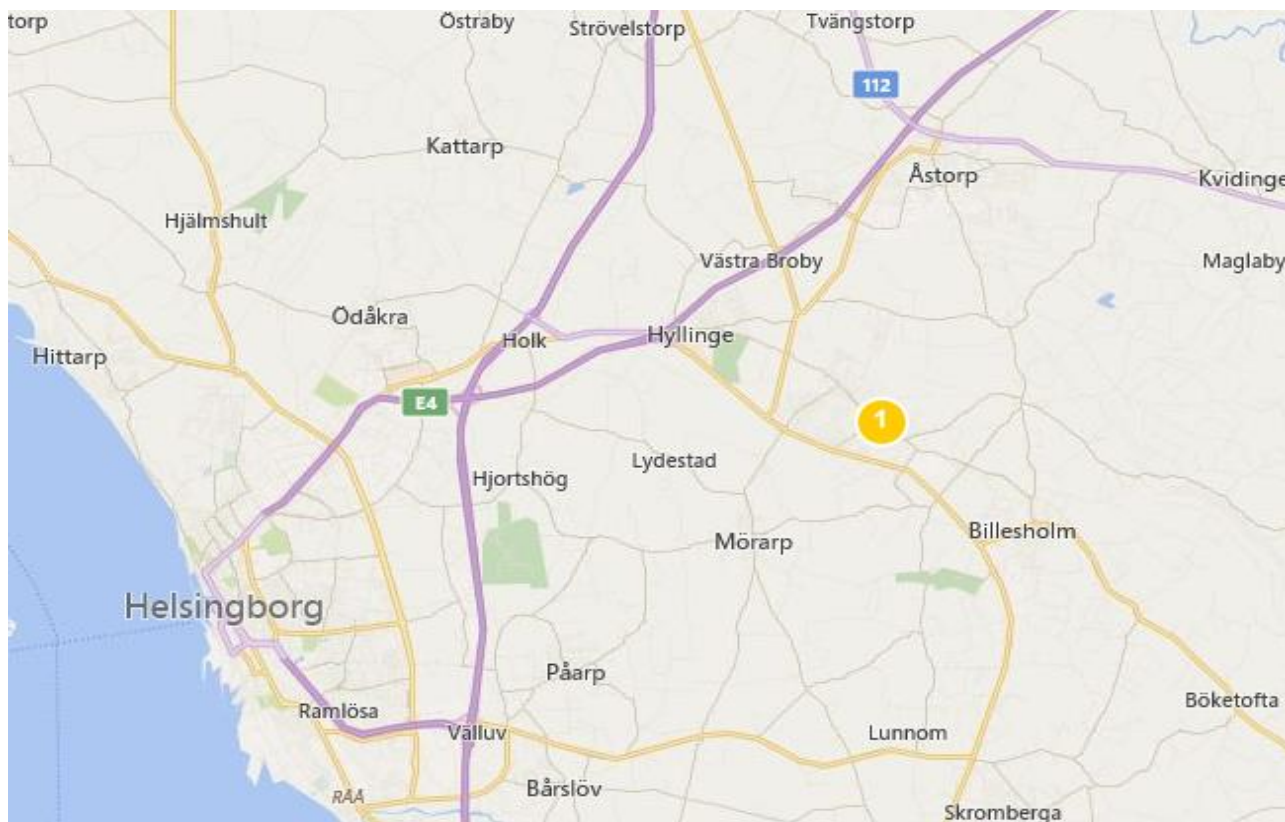 torp
Östraby
Strövelstorp
Tvängstorp
112
Kattarp
Åstorp
Kvidinge
Hjälmshult
Västra Broby
Maglaby
Ödåkra
Holk
Hyllinge
Hittarp
E4
1
Lydestad
Hjortshög
Mörarp
Billesholm
Helsingborg
Påarp
Böketofta
Ramlösa
Välluv
Lunnom
Bårslöv
RÅÅ
Skromberga